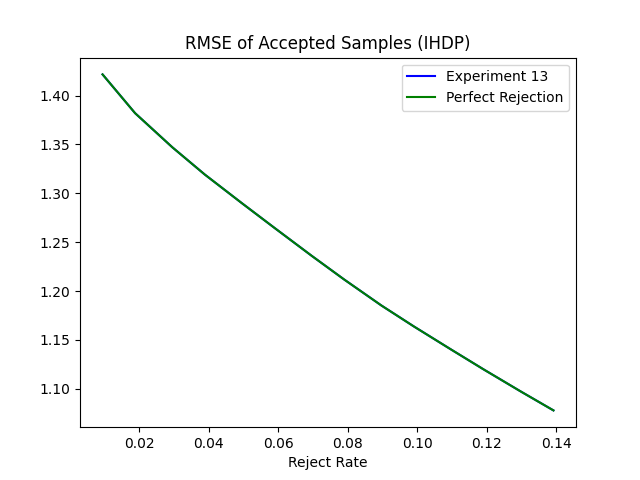 RMSE of Accepted Samples (IHDP)
Experiment 13
Perfect Rejection
1.40
1.35
1.30
1.25
1.20
1.15
1.10
0.02 0.04 0.06 0.08 0.10 0.12 0.14
Reject Rate